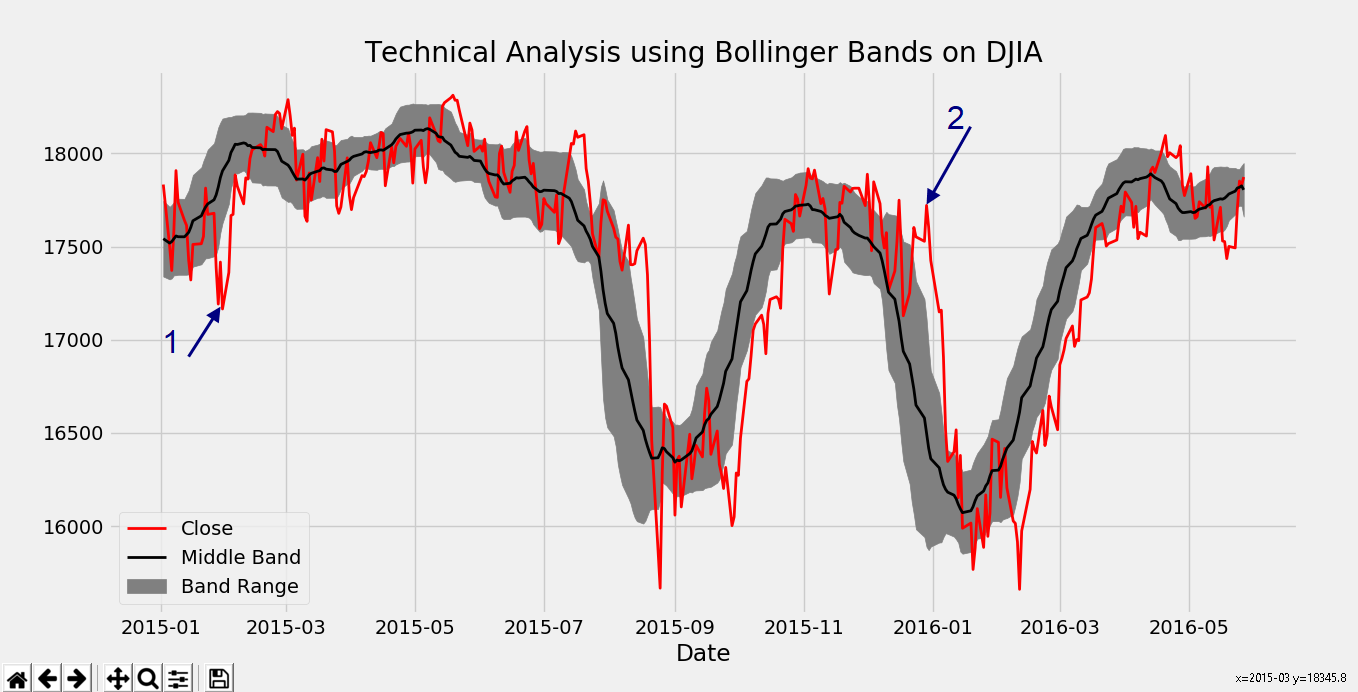 Technical Analysis using Bollinger Bands on DJIA
2
18000
17500
1
17000
16500
16000
Close
Middle Band
Band Range
2015-01 2015-03 2015-05 2015-07 2015-09 2015-11 2016-01 2016-03 2016-05
Date
x=2015-03 y=18345.8